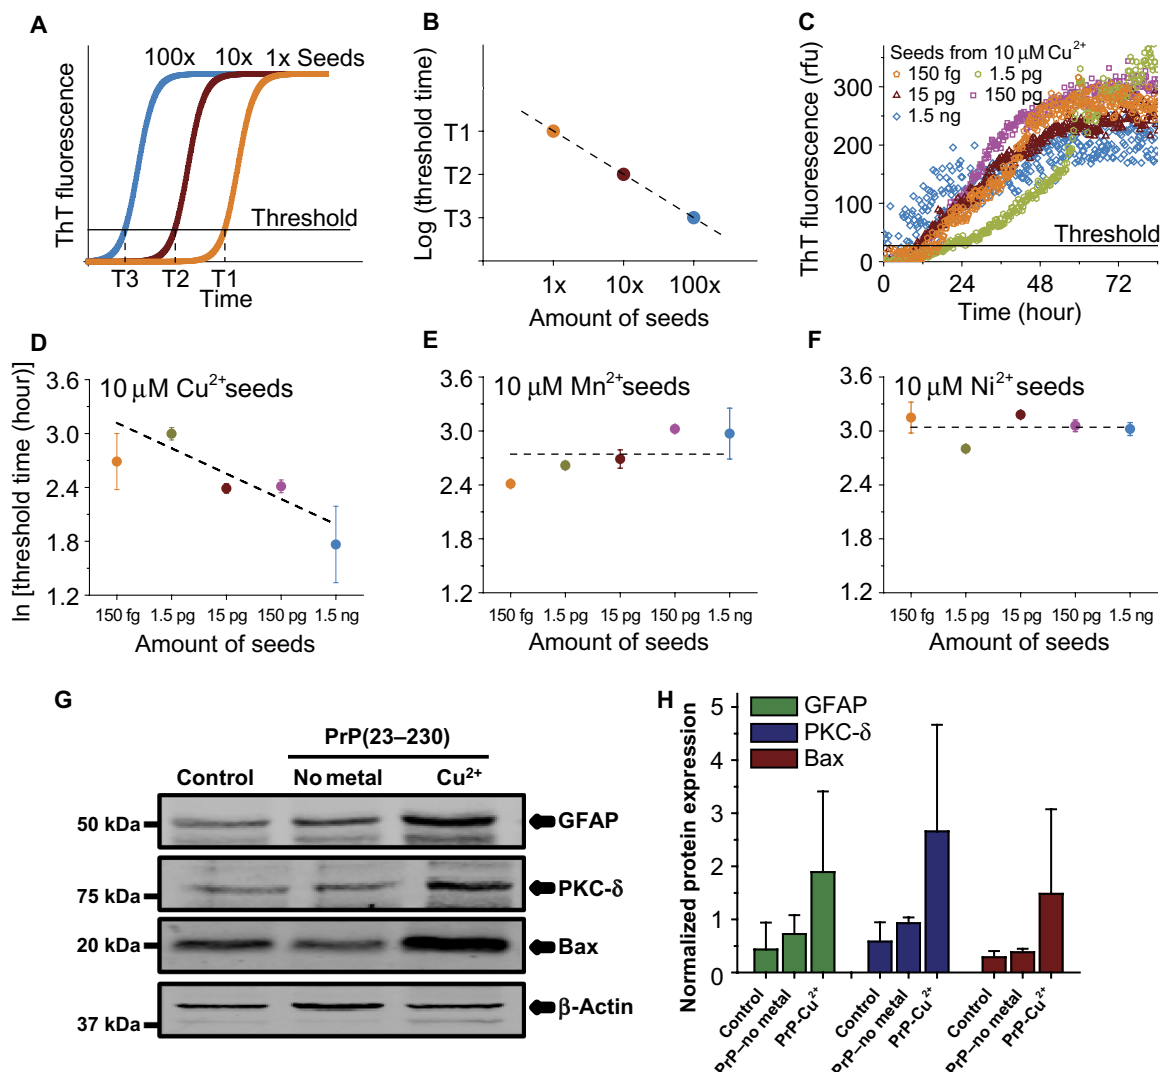 A
100x 10x 1x Seeds
ThT fluorescence
Threshold
T3 T2 T1
Time
B
Log (threshold time)
T1
T2
T3
1x 10x 100x
Amount of seeds
C
ThT fluorescence (rfu)
Seeds from 10 μM Cu2+
150 fg 1.5 pg
15 pg 150 pg
1.5 ng
300
200
100
0
Threshold
0 24 48 72
Time (hour)
D
ln [threshold time (hour)]
10 μM Cu2+ seeds
3.6
3.0
2.4
1.8
1.2
150 fg 1.5 pg 15 pg 150 pg 1.5 ng
Amount of seeds
E
10 μM Mn2+ seeds
3.6
3.0
2.4
1.8
1.2
150 fg 1.5 pg 15 pg 150 pg 1.5 ng
Amount of seeds
F
10 μM Ni2+ seeds
3.6
3.0
2.4
1.8
1.2
150 fg 1.5 pg 15 pg 150 pg 1.5 ng
Amount of seeds
G
PrP(23–230)
Control No metal Cu2+
50 kDa GFAP
75 kDa PKC-δ
20 kDa Bax
β-Actin
37 kDa
H
Normalized protein expression
5
4
3
2
1
0
GFAP
PKC-δ
Bax
Control PrP–no metal PrP-Cu2+
Control PrP–no metal PrP-Cu2+
Control PrP–no metal PrP-Cu2+